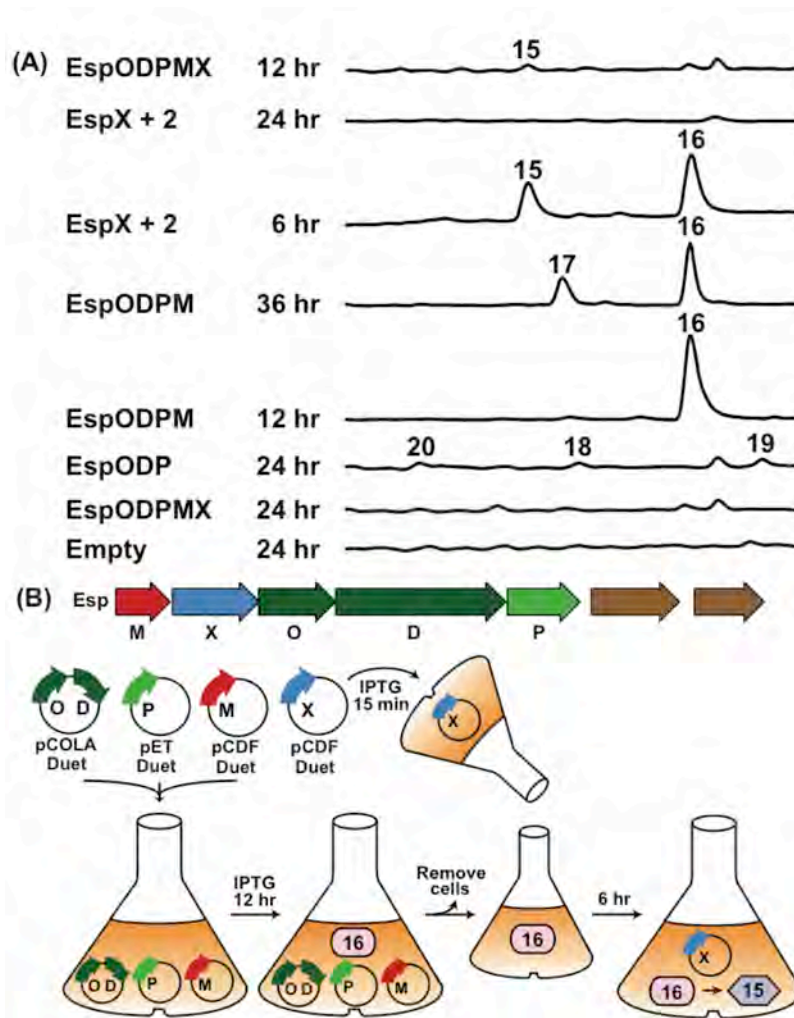 (A)
15
EspODPMX 12 hr
EspX + 2 24 hr
16
15
EspX + 2 6 hr
16
17
EspODPM 36 hr
16
EspODPM 12 hr
20 18 19
EspODP 24 hr
EspODPMX 24 hr
Empty 24 hr
(B) Esp
M X O D P
O D P M X
IPTG
15 min
X
pCOLA pET pCDF pCDF
Duet Duet Duet Duet
IPTG
12 hr
Remove
cells
6 hr
16 16
X
O D P M O D P M 16 15